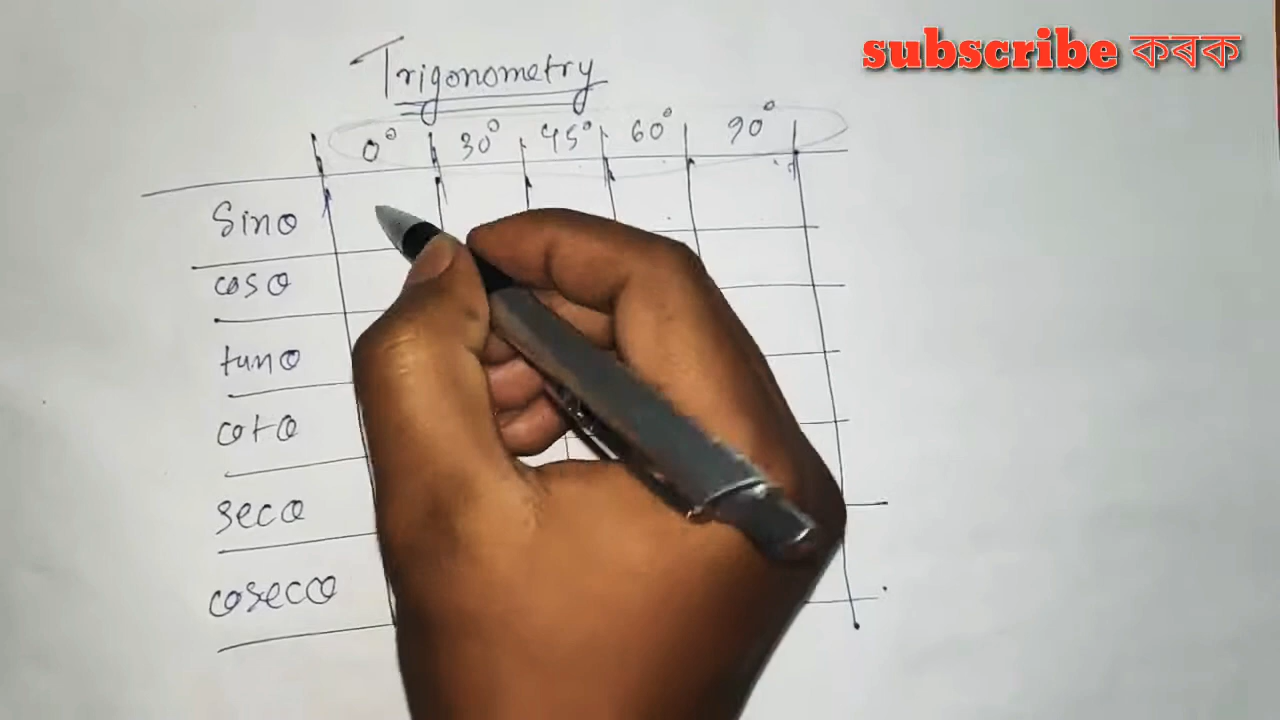 subscribe কৰক
Trigonometry
0° 30° 45° 60° 90°
Sinθ
cosθ
tanθ
cotθ
secθ
cosecθ